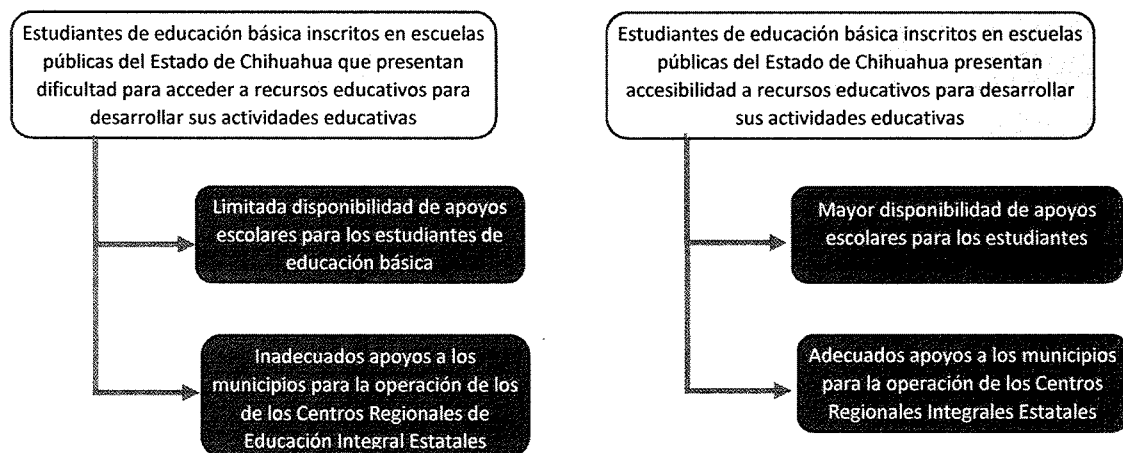 Estudiantes de educación básica inscritos en escuelas
públicas del Estado de Chihuahua que presentan
dificultad para acceder a recursos educativos para
desarrollar sus actividades educativas
Limitada disponibilidad de apoyos
escolares para los estudiantes de
educación básica
Inadecuados apoyos a los
municipios para la operación de los
de los Centros Regionales de
Educación Integral Estatales
Estudiantes de educación básica inscritos en escuelas
públicas del Estado de Chihuahua presentan
accesibilidad a recursos educativos para desarrollar
sus actividades educativas
Mayor disponibilidad de apoyos
escolares para los estudiantes
Adecuados apoyos a los municipios
para la operación de los Centros
Regionales Integrales Estatales